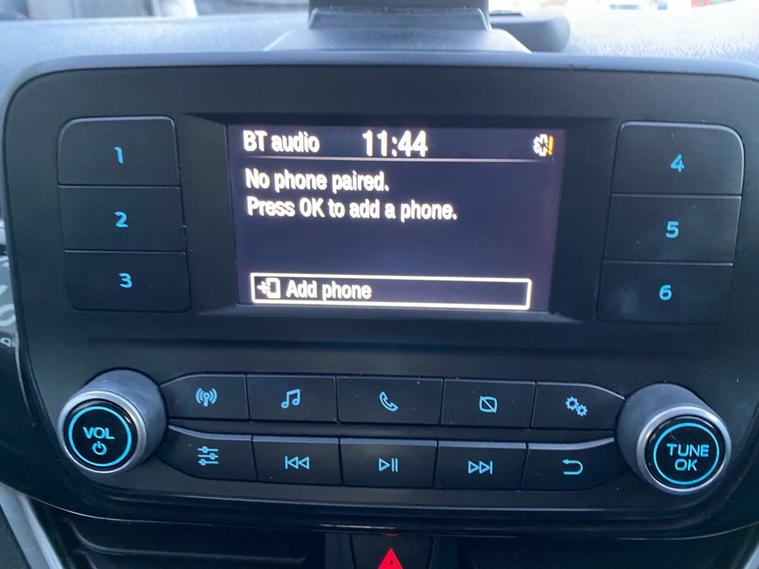 BT audio 11:44
No phone paired.
Press OK to add a phone.
Add phone
1
2
3
4
5
6
VOL
TUNE
OK